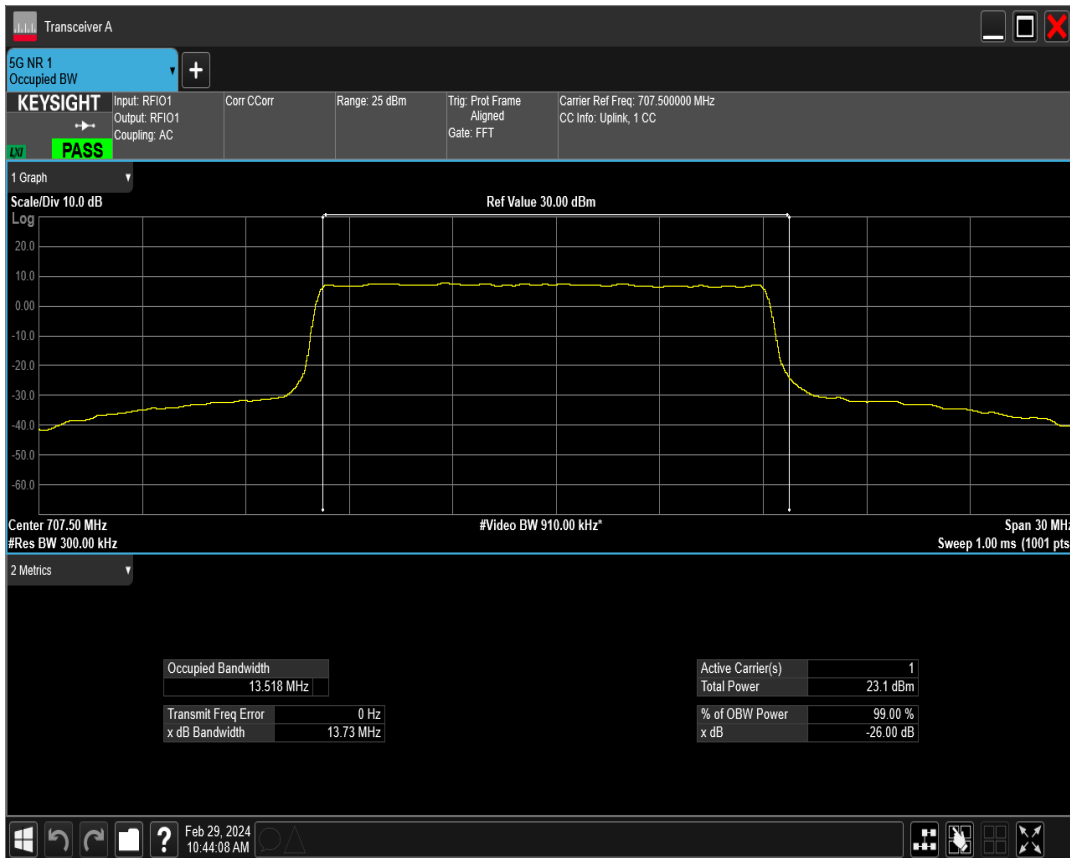 Transceiver A
5G NR 1
Occupied BW
+
KEYSIGHT
LXI
PASS
Input: RFIO1
Output: RFIO1
Coupling: AC
Corr CCorr
Range: 25 dBm
Trig: Prot Frame
Aligned
Gate: FFT
Carrier Ref Freq: 707.500000 MHz
CC Info: Uplink, 1 CC
1 Graph
Scale/Div 10.0 dB
Ref Value 30.00 dBm
Log
20.0
10.0
0.00
-10.0
-20.0
-30.0
-40.0
-50.0
-60.0
Center 707.50 MHz
#Video BW 910.00 kHz*
Span 30 MHz
#Res BW 300.00 kHz
Sweep 1.00 ms (1001 pts
2 Metrics
Occupied Bandwidth
13.518 MHz
Transmit Freq Error 0 Hz
x dB Bandwidth 13.73 MHz
Active Carrier(s) 1
Total Power 23.1 dBm
% of OBW Power 99.00 %
x dB -26.00 dB
?
Feb 29, 2024
10:44:08 AM